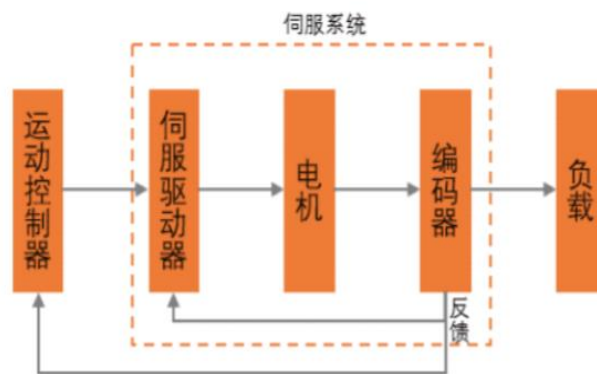 伺服系统
运动控制器
伺服驱动器
电机
编码器
负载
反馈